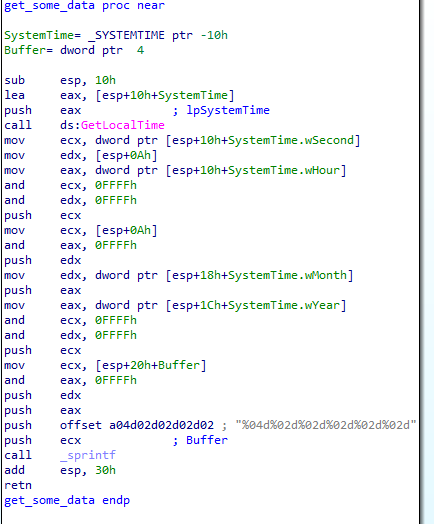 get_some_data proc near
SystemTime= _SYSTEMTIME ptr -10h
Buffer= dword ptr  4
sub     esp, 10h
lea     eax, [esp+10h+SystemTime]
push    eax             ; lpSystemTime
call    ds:GetLocalTime
mov     ecx, dword ptr [esp+10h+SystemTime.wSecond]
mov     edx, [esp+0Ah]
mov     eax, dword ptr [esp+10h+SystemTime.wHour]
and     ecx, 0FFFFh
and     edx, 0FFFFh
push    ecx
mov     ecx, [esp+0Ah]
and     eax, 0FFFFh
push    edx
mov     edx, dword ptr [esp+18h+SystemTime.wMonth]
push    eax
mov     eax, dword ptr [esp+1Ch+SystemTime.wYear]
and     ecx, 0FFFFh
and     edx, 0FFFFh
push    ecx
mov     ecx, [esp+20h+Buffer]
and     eax, 0FFFFh
push    edx
push    eax
push    offset a04d02d02d02d02 ; "%04d%02d%02d%02d%02d%02d"
push    ecx             ; Buffer
call    _sprintf
add     esp, 30h
retn
get_some_data endp